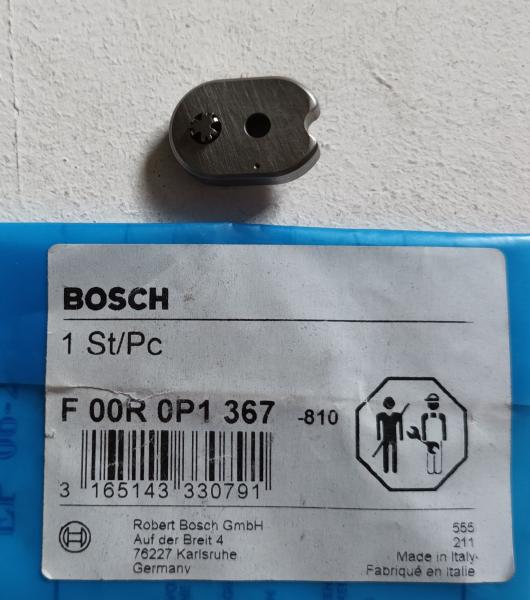 BOSCH
1 St/Pc
F 00R 0P1 367 -810
3 165143 330791
Robert Bosch GmbH
Auf der Breit 4
76227 Karlsruhe
Germany
555
211
Made in Italy
Fabriqué en Italie